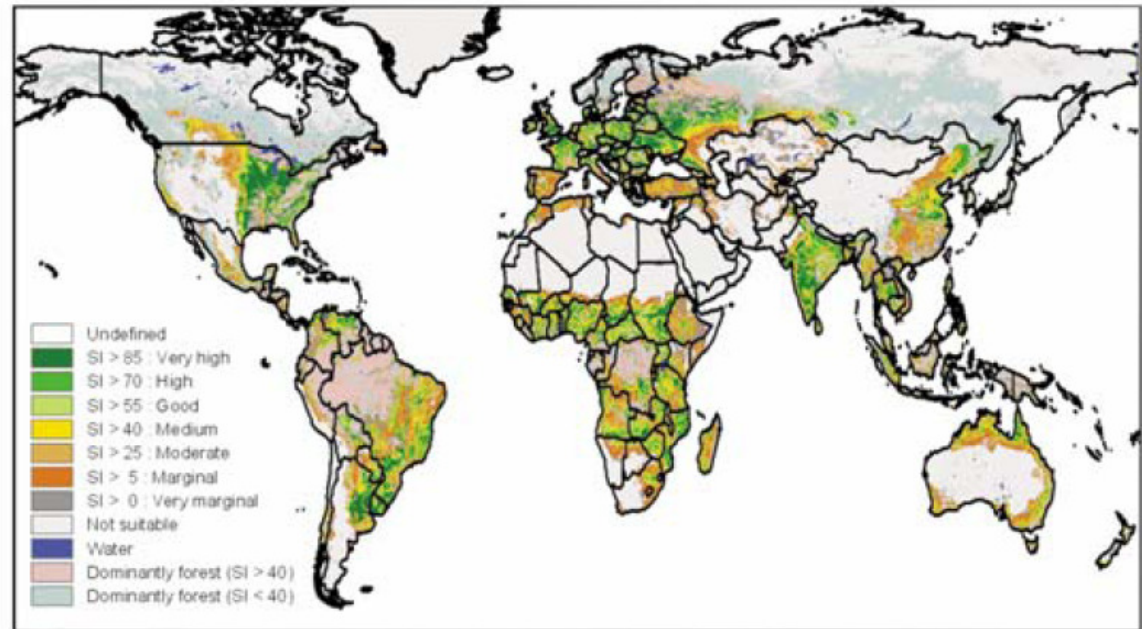 Undefined
SI > 85 : Very high
SI > 70 : High
SI > 55 : Good
SI > 40 : Medium
SI > 25 : Moderate
SI > 5 : Marginal
SI > 0 : Very marginal
Not suitable
Water
Dominantly forest (SI > 40)
Dominantly forest (SI < 40)